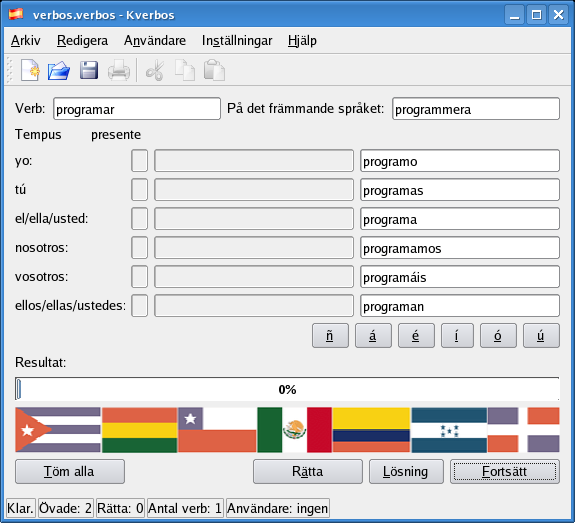 verbos.verbos - Kverbos
Arkiv Redigera Användare Inställningar Hjälp
Verb: programar På det främmande språket: programmera
Tempus presente
yo: programo
tú programas
el/ella/usted: programa
nosotros: programamos
vosotros: programáis
ellos/ellas/ustedes: programan
ñ á é í ó ú
Resultat:
0%
Töm alla Rätta Lösning Fortsätt
Klar. Övade: 2 Rätta: 0 Antal verb: 1 Användare: ingen